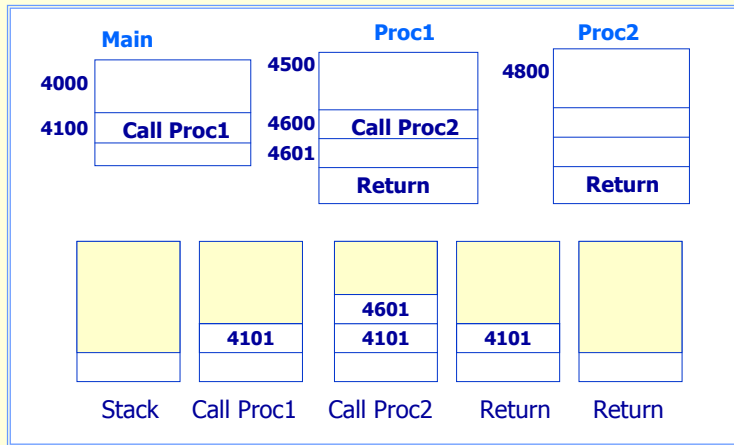 Main
Proc1
Proc2
4000
4100
Call Proc1
4500
4600
Call Proc2
4601
Return
4800
Return
4101
4601
4101
4101
Stack
Call Proc1
Call Proc2
Return
Return